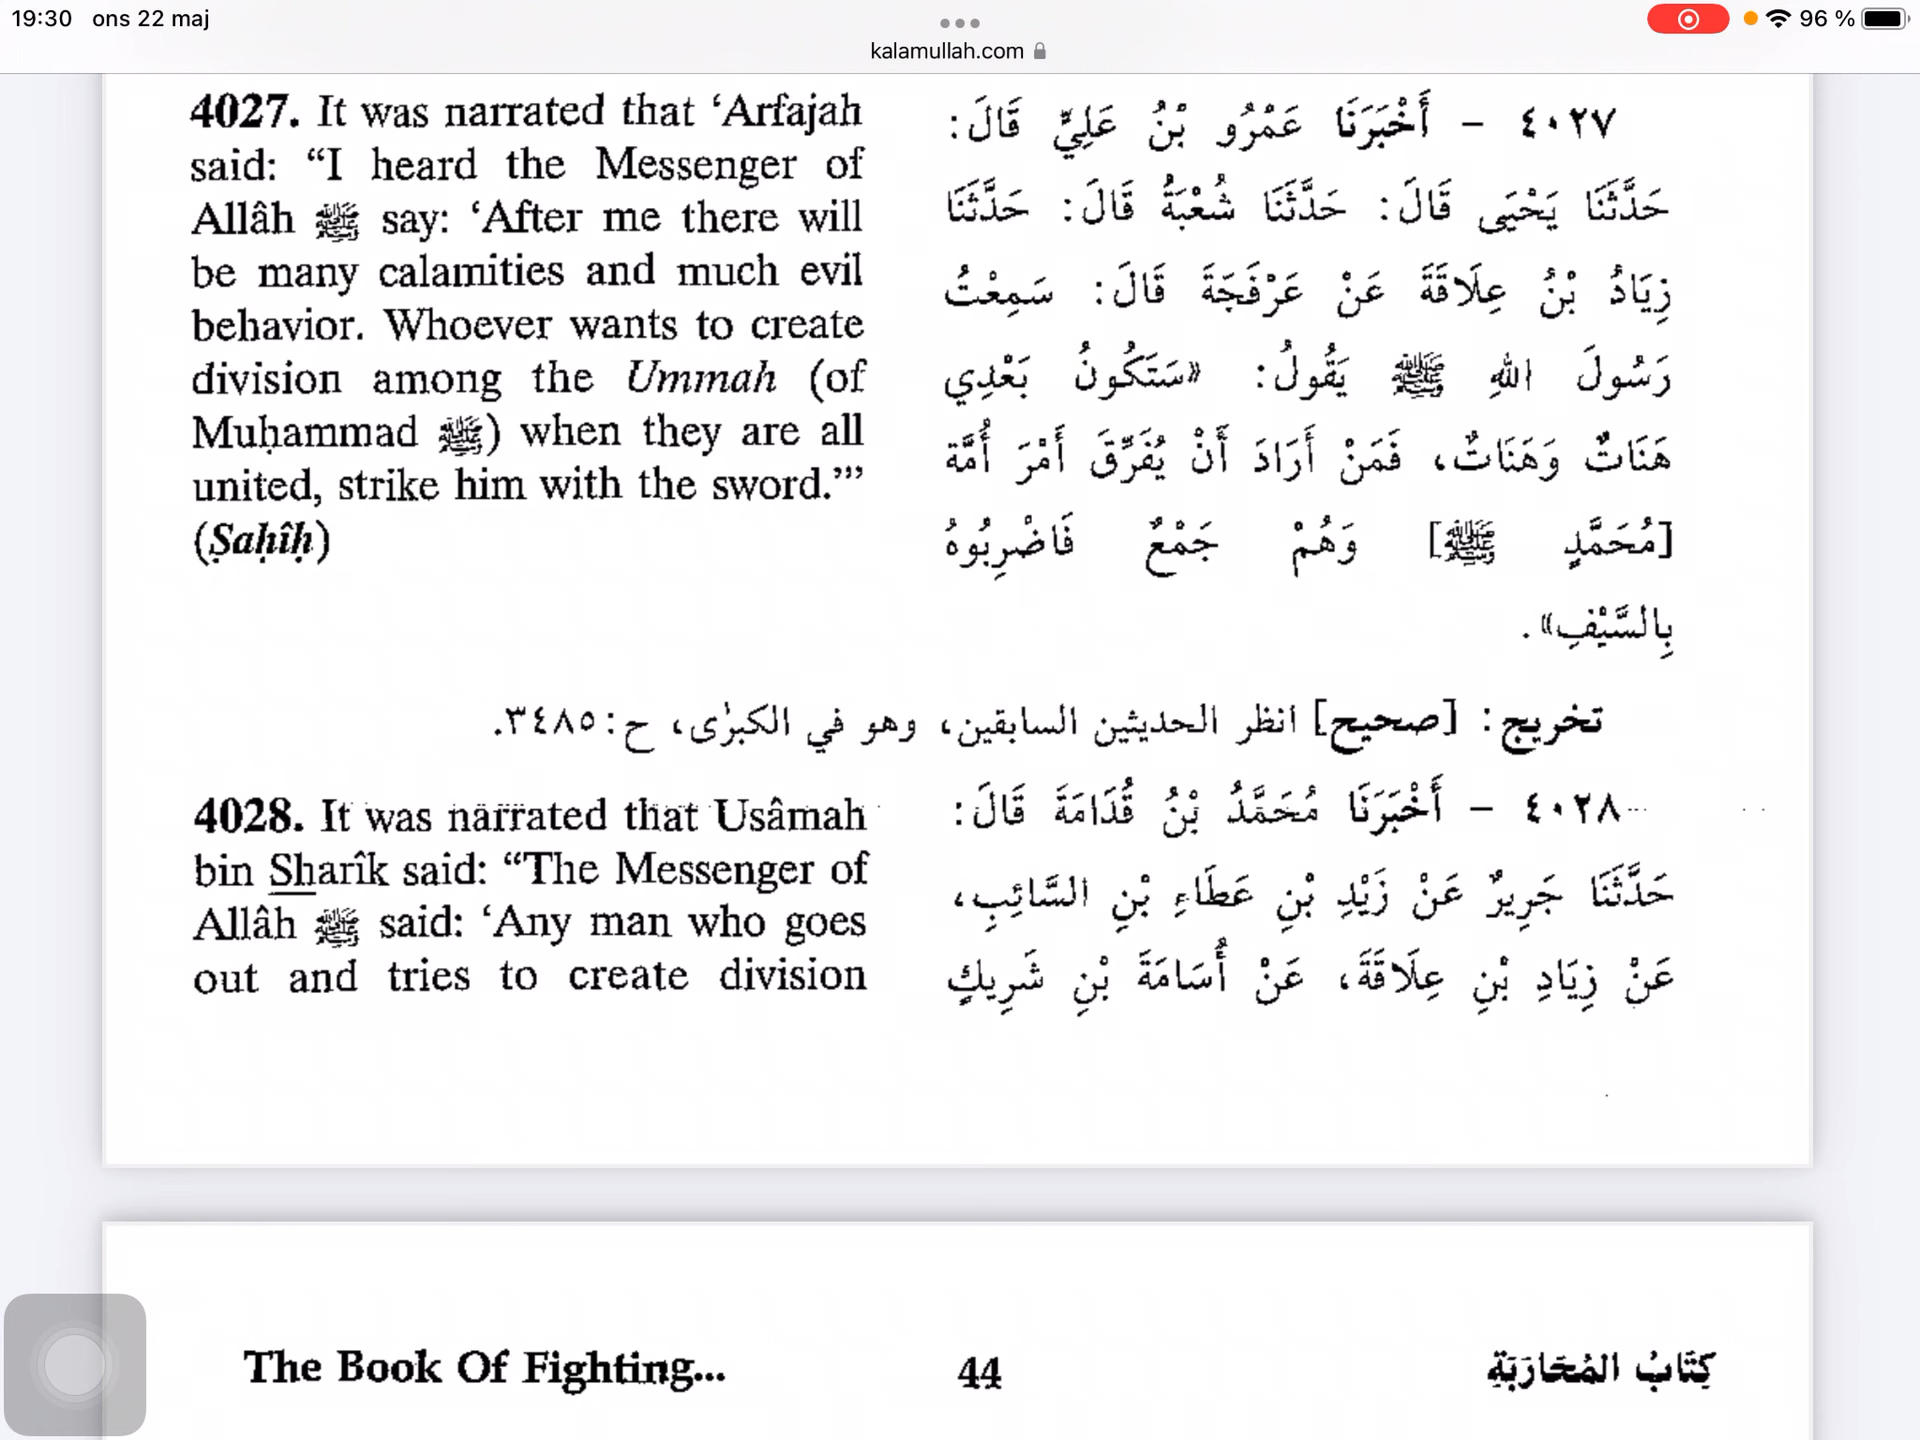 19:30 ons 22 maj
96 %
kalamullah.com
4027. It was narrated that ‘Arfajah
said: “I heard the Messenger of
Allâh ﷺ say: ‘After me there will
be many calamities and much evil
behavior. Whoever wants to create
division among the Ummah (of
Muḥammad ﷺ) when they are all
united, strike him with the sword.’”
(Ṣaḥîḥ)
٤٠٢٧ - أَخْبَرَنَا عَمْرُو بْنُ عَلِيٍّ قَالَ:
حَدَّثَنَا يَحْيَى قَالَ: حَدَّثَنَا شُعْبَةُ قَالَ: حَدَّثَنَا
زِيَادُ بْنُ عِلَاقَةَ عَنْ عَرْفَجَةَ قَالَ: سَمِعْتُ
رَسُولَ اللهِ ﷺ يَقُولُ: «سَتَكُونُ بَعْدِي
هَنَاتٌ وَهَنَاتٌ، فَمَنْ أَرَادَ أَنْ يُفَرِّقَ أَمْرَ أُمَّة
[مُحَمَّدٍ ﷺ] وَهُمْ جَمْعٌ فَاضْرِبُوهُ
بِالسَّيْفِ».
تخريج: [صحيح] انظر الحديثين السابقين، وهو في الكبرٰى، ح:٣٤٨٥.
4028. It was narrated that Usâmah
bin Sharîk said: “The Messenger of
Allâh ﷺ said: ‘Any man who goes
out and tries to create division
٤٠٢٨ - أَخْبَرَنَا مُحَمَّدُ بْنُ قُدَامَةَ قَالَ:
حَدَّثَنَا جَرِيرٌ عَنْ زَيْدِ بْنِ عَطَاءِ بْنِ السَّائِبِ،
عَنْ زِيَادِ بْنِ عِلَاقَةَ، عَنْ أُسَامَةَ بْنِ شَرِيكٍ
The Book Of Fighting...
44
كِتَابُ المُحَارَبَةِ